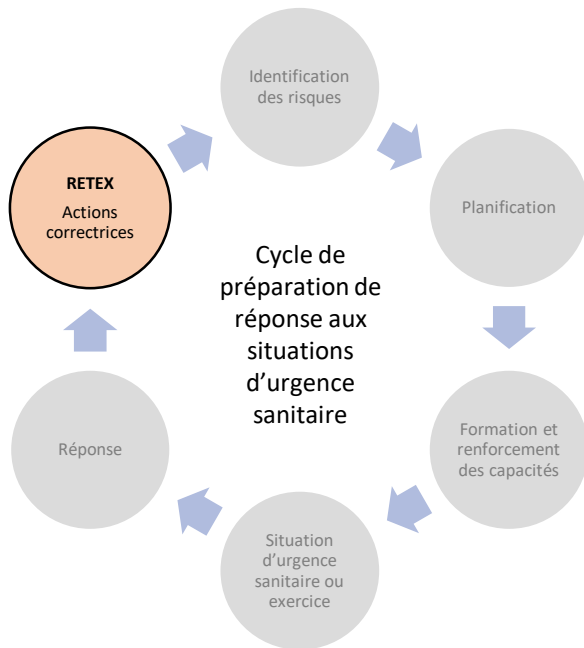 Identification
des risques
RETEX
Actions
correctrices
Planification
Cycle de
préparation de
réponse aux
situations
d’urgence
sanitaire
Réponse
Formation et
renforcement
des capacités
Situation
d’urgence
sanitaire ou
exercice